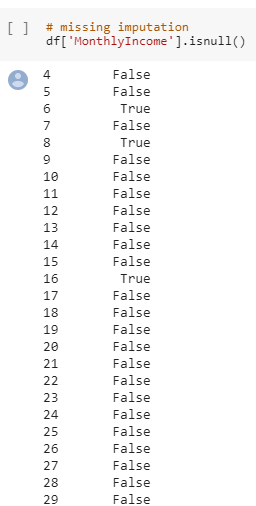 [ ] # missing imputation
df['MonthlyIncome'].isnull()
4 False
5 False
6 True
7 False
8 True
9 False
10 False
11 False
12 False
13 False
14 False
15 False
16 True
17 False
18 False
19 False
20 False
21 False
22 False
23 False
24 False
25 False
26 False
27 False
28 False
29 False